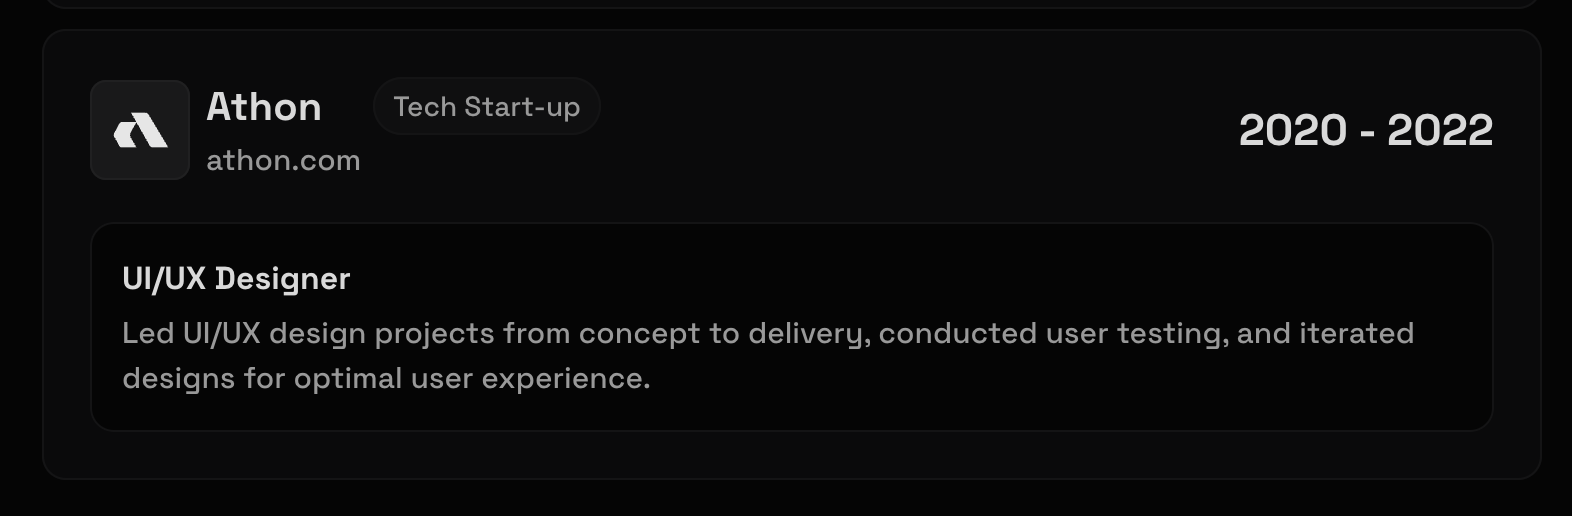 Athon
Tech Start-up
athon.com
2020 - 2022
UI/UX Designer
Led UI/UX design projects from concept to delivery, conducted user testing, and iterated
designs for optimal user experience.